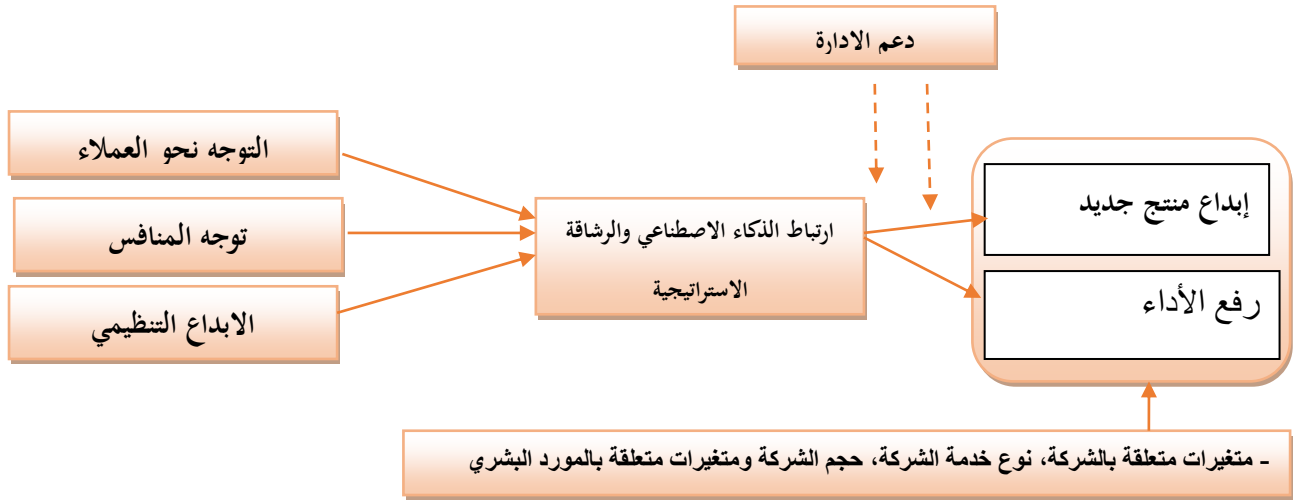 دعم الادارة
التوجه نحو العملاء
توجه المنافس
الابداع التنظيمي
ارتباط الذكاء الاصطناعي والرشاقة
الاستراتيجية
إبداع منتج جديد
رفع الأداء
- متغيرات متعلقة بالشركة، نوع خدمة الشركة، حجم الشركة ومتغيرات متعلقة بالمورد البشري